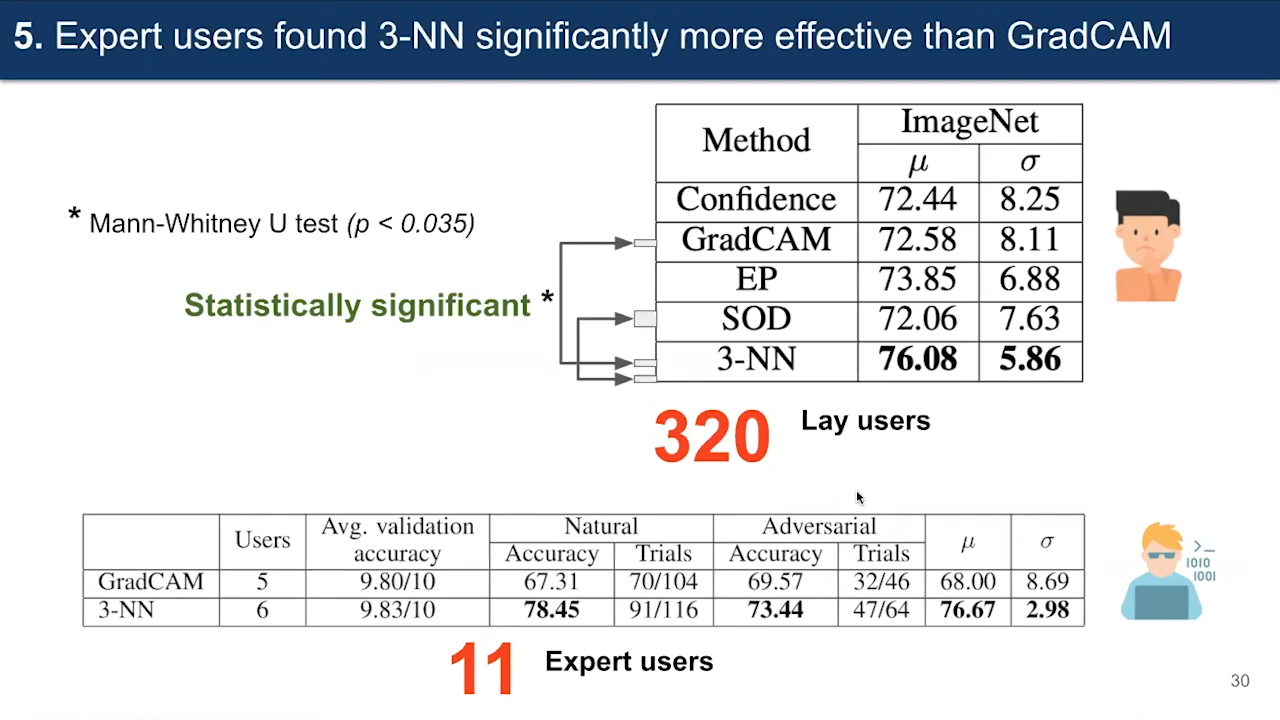 5. Expert users found 3-NN significantly more effective than GradCAM
* Mann-Whitney U test (p < 0.035)
Statistically significant *
Method ImageNet
μ σ
Confidence 72.44 8.25
GradCAM 72.58 8.11
EP 73.85 6.88
SOD 72.06 7.63
3-NN 76.08 5.86
320 Lay users
Users Avg. validation accuracy Natural Adversarial μ σ
Accuracy Trials Accuracy Trials
GradCAM 5 9.80/10 67.31 70/104 69.57 32/46 68.00 8.69
3-NN 6 9.83/10 78.45 91/116 73.44 47/64 76.67 2.98
>_
1010
1001
11 Expert users
30